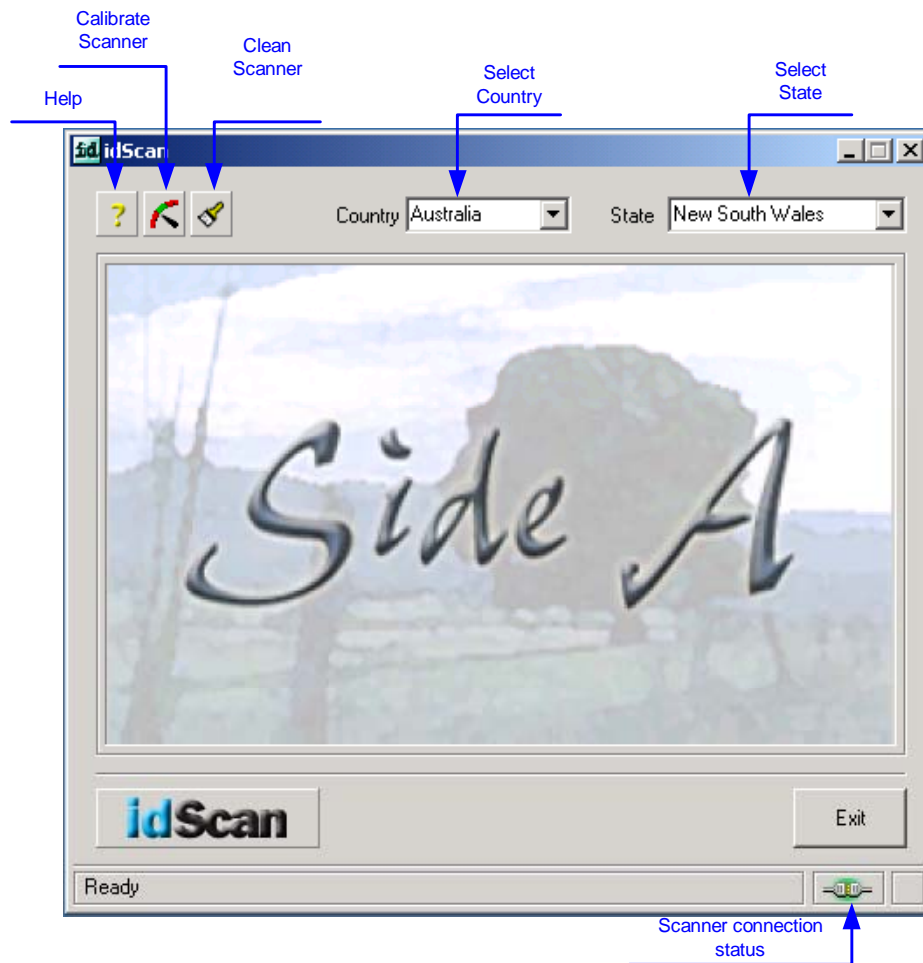 Calibrate
Scanner
Clean
Scanner
Help
Select
Country
Select
State
idScan
?
Country Australia
State New South Wales
Side A
idScan
Exit
Ready
Scanner connection
status